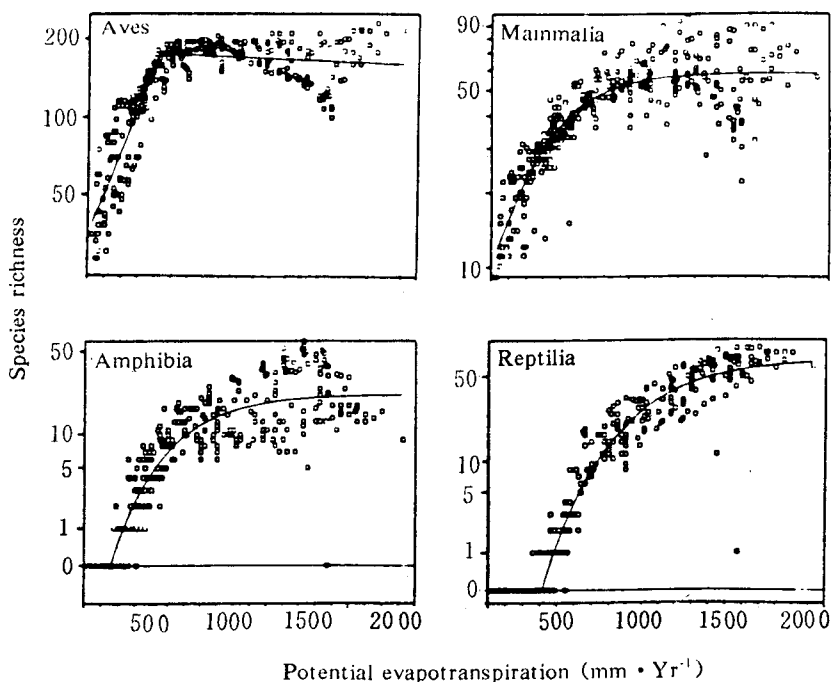 Aves
200
100
50
Mainmalia
90
50
10
Species richness
Amphibia
50
10
5
1
0
500 1000 1500 2000
Reptilia
50
10
5
1
0
500 1000 1500 2000
Potential evapotranspiration (mm • Yr⁻¹)